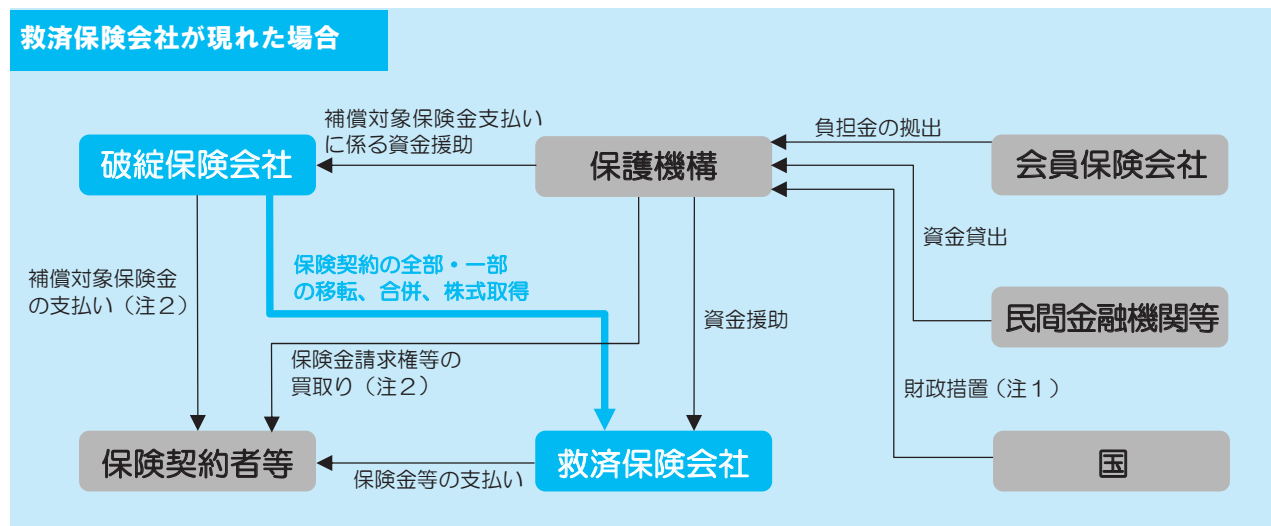 救済保険会社が現れた場合
補償対象保険金支払い
に係る資金援助
負担金の拠出
破綻保険会社
保護機構
会員保険会社
資金貸出
保険契約の全部・一部
の移転、合併、株式取得
補償対象保険金
の支払い（注２）
資金援助
民間金融機関等
保険金請求権等の
買取り（注２）
財政措置（注１）
保険契約者等
救済保険会社
国
保険金等の支払い